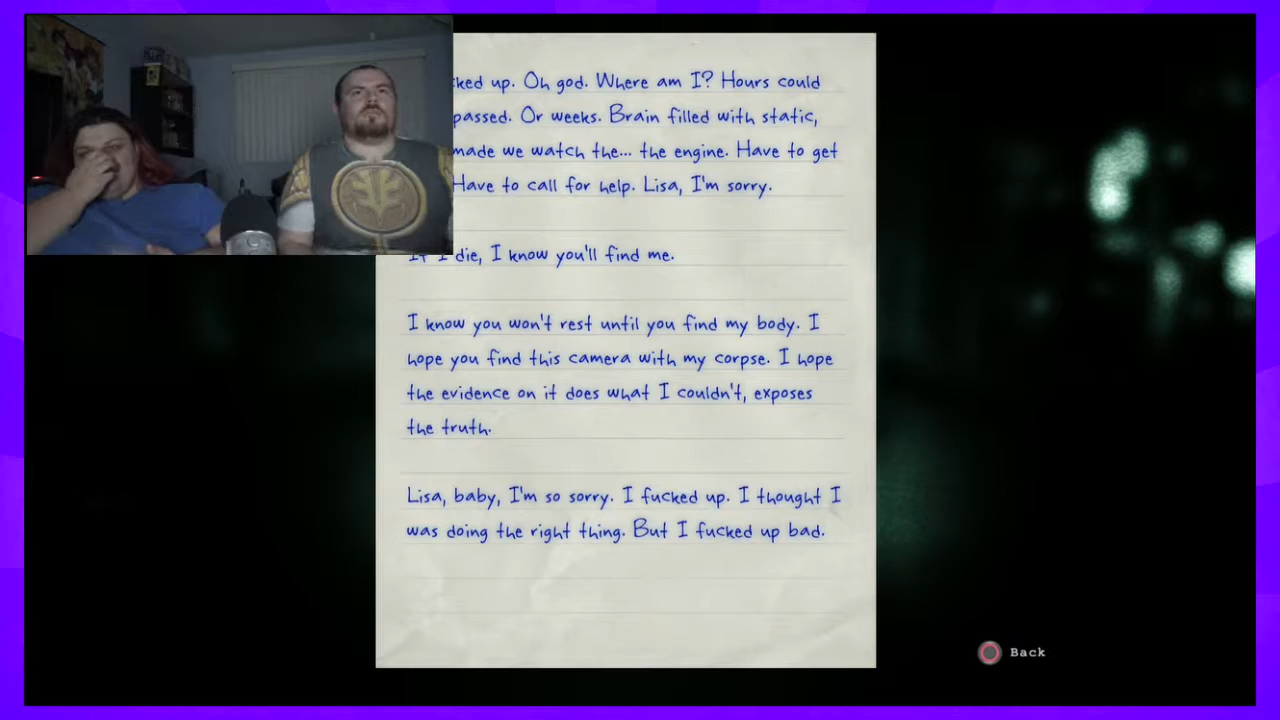 ked up. Oh god. Where am I? Hours could
passed. Or weeks. Brain filled with static,
made we watch the... the engine. Have to get
Have to call for help. Lisa, I'm sorry.
If I die, I know you'll find me.
I know you won't rest until you find my body. I
hope you find this camera with my corpse. I hope
the evidence on it does what I couldn't, exposes
the truth.
Lisa, baby, I'm so sorry. I fucked up. I thought I
was doing the right thing. But I fucked up bad.
Back